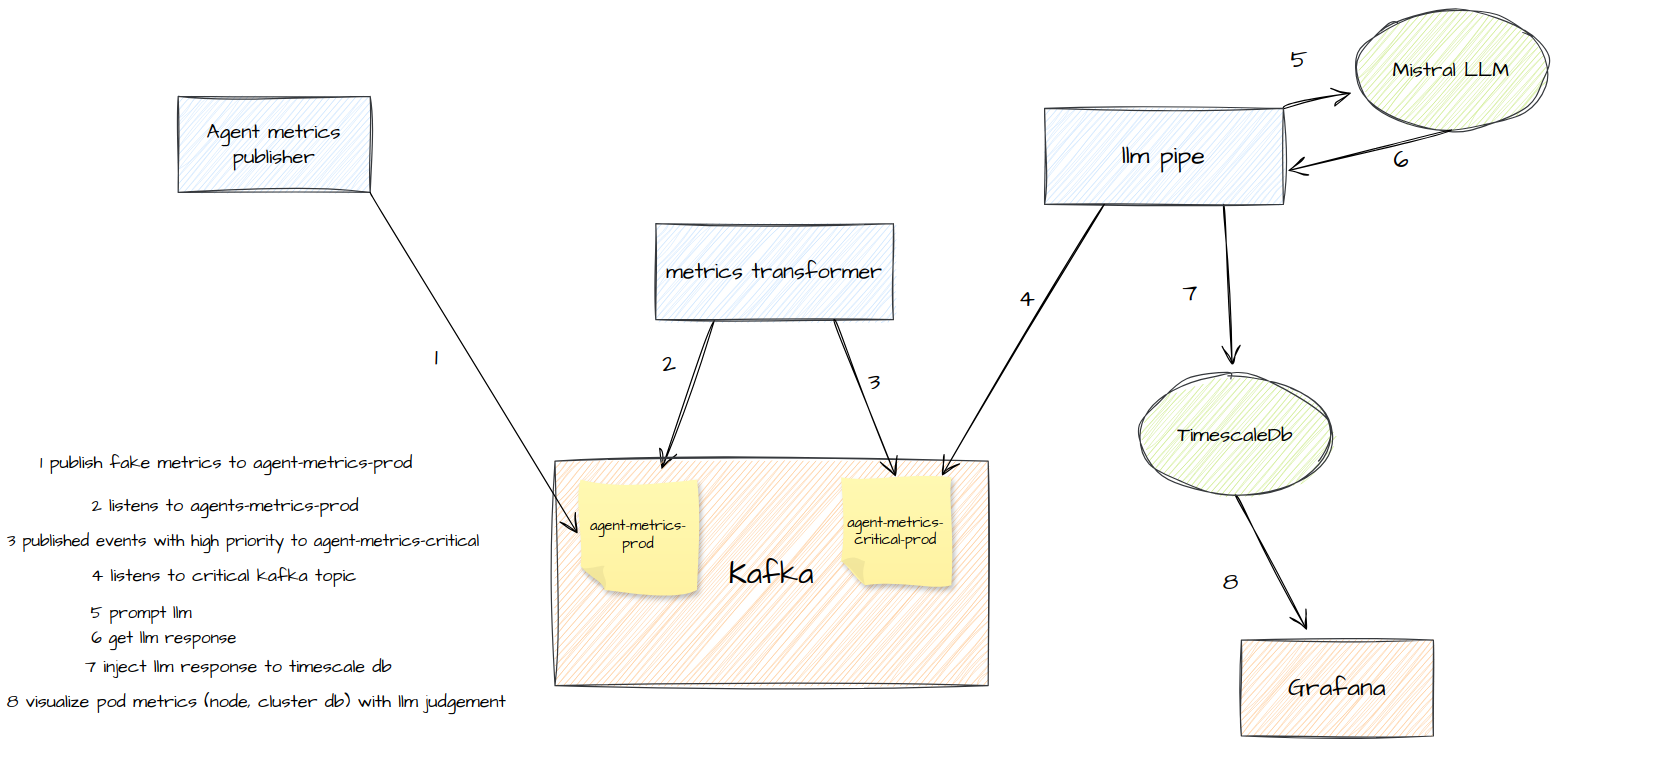 5
Mistral LLM
Agent metrics
publisher
llm pipe
6
metrics transformer
4
7
1
2
3
TimescaleDb
1 publish fake metrics to agent-metrics-prod
2 listens to agents-metrics-prod
3 published events with high priority to agent-metrics-critical
4 listens to critical kafka topic
5 prompt llm
6 get llm response
7 inject llm response to timescale db
8 visualize pod metrics (node, cluster db) with llm judgement
agent-metrics-
prod
Kafka
agent-metrics-
critical-prod
8
Grafana